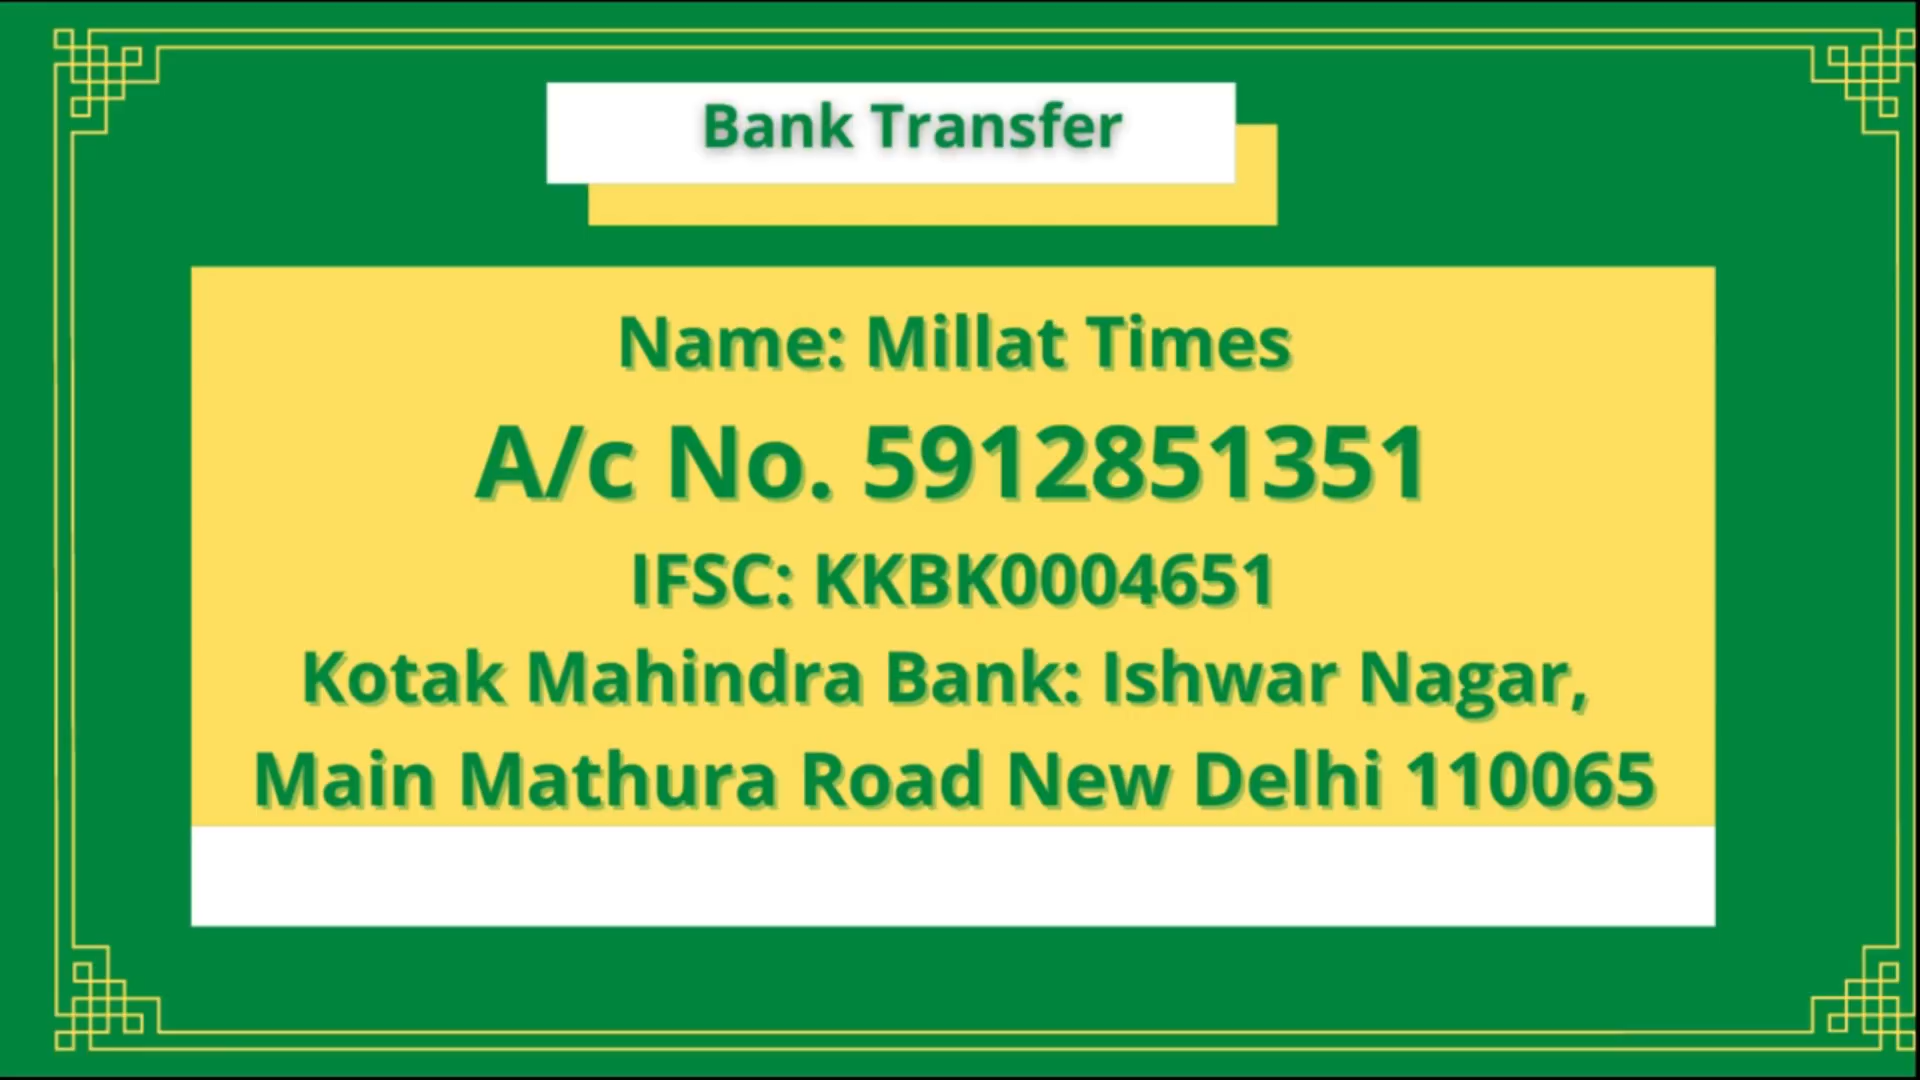 Bank Transfer
Name: Millat Times
A/c No. 5912851351
IFSC: KKBK0004651
Kotak Mahindra Bank: Ishwar Nagar,
Main Mathura Road New Delhi 110065